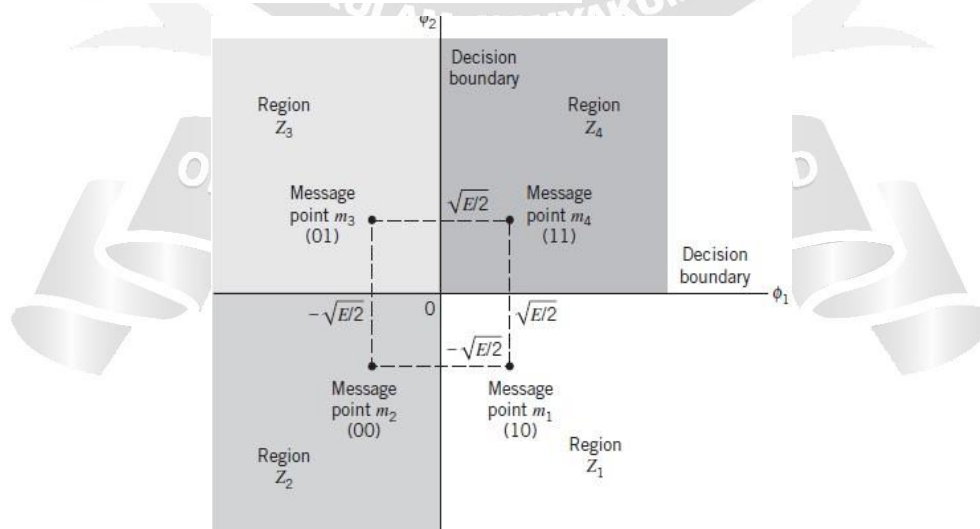 φ2
Decision
boundary
Region
Z3
Region
Z4
Message
point m3
(01)
√E/2
Message
point m4
(11)
Decision
boundary
ϕ1
−√E/2
0
√E/2
−√E/2
Message
point m2
(00)
Message
point m1
(10)
Region
Z2
Region
Z1